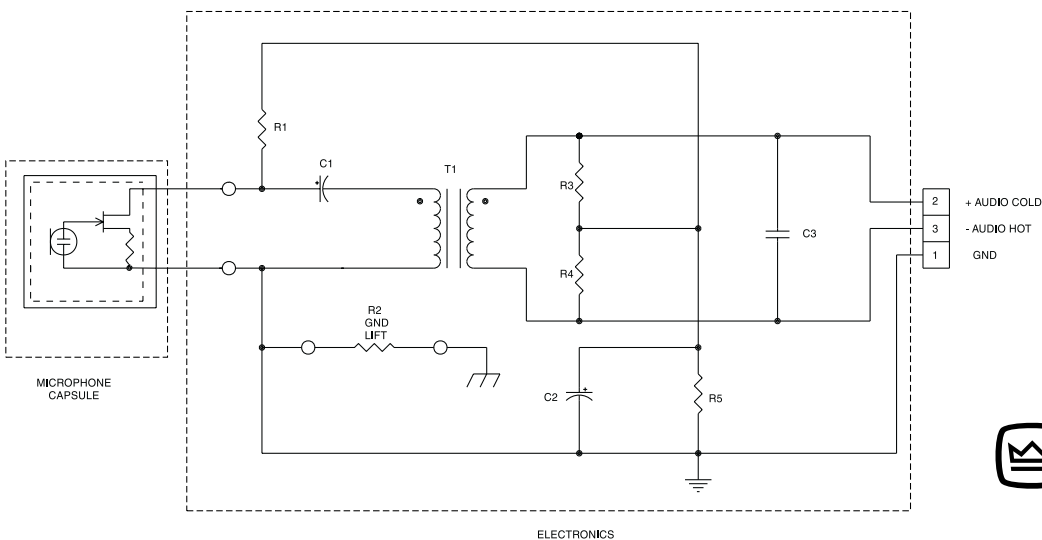 R1
C1
T1
R3
C3
R4
2 + AUDIO COLD
3 - AUDIO HOT
1 GND
R2
GND
LIFT
MICROPHONE
CAPSULE
C2
R5
ELECTRONICS